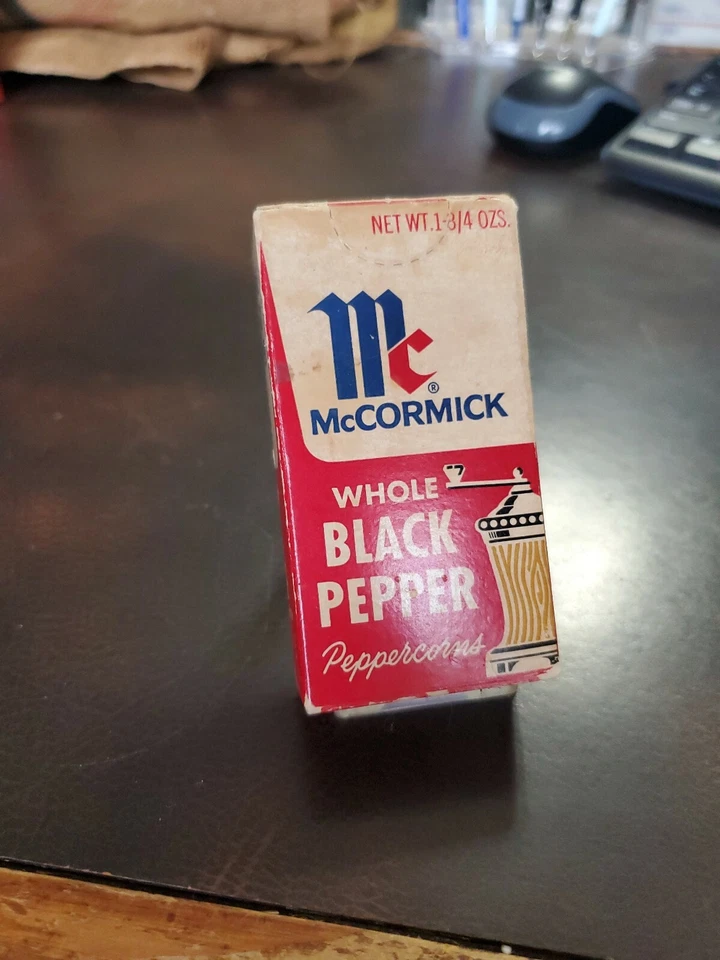 NET WT.1-3/4 OZS.
Mc
®
McCORMICK
WHOLE
BLACK
PEPPER
Peppercorns